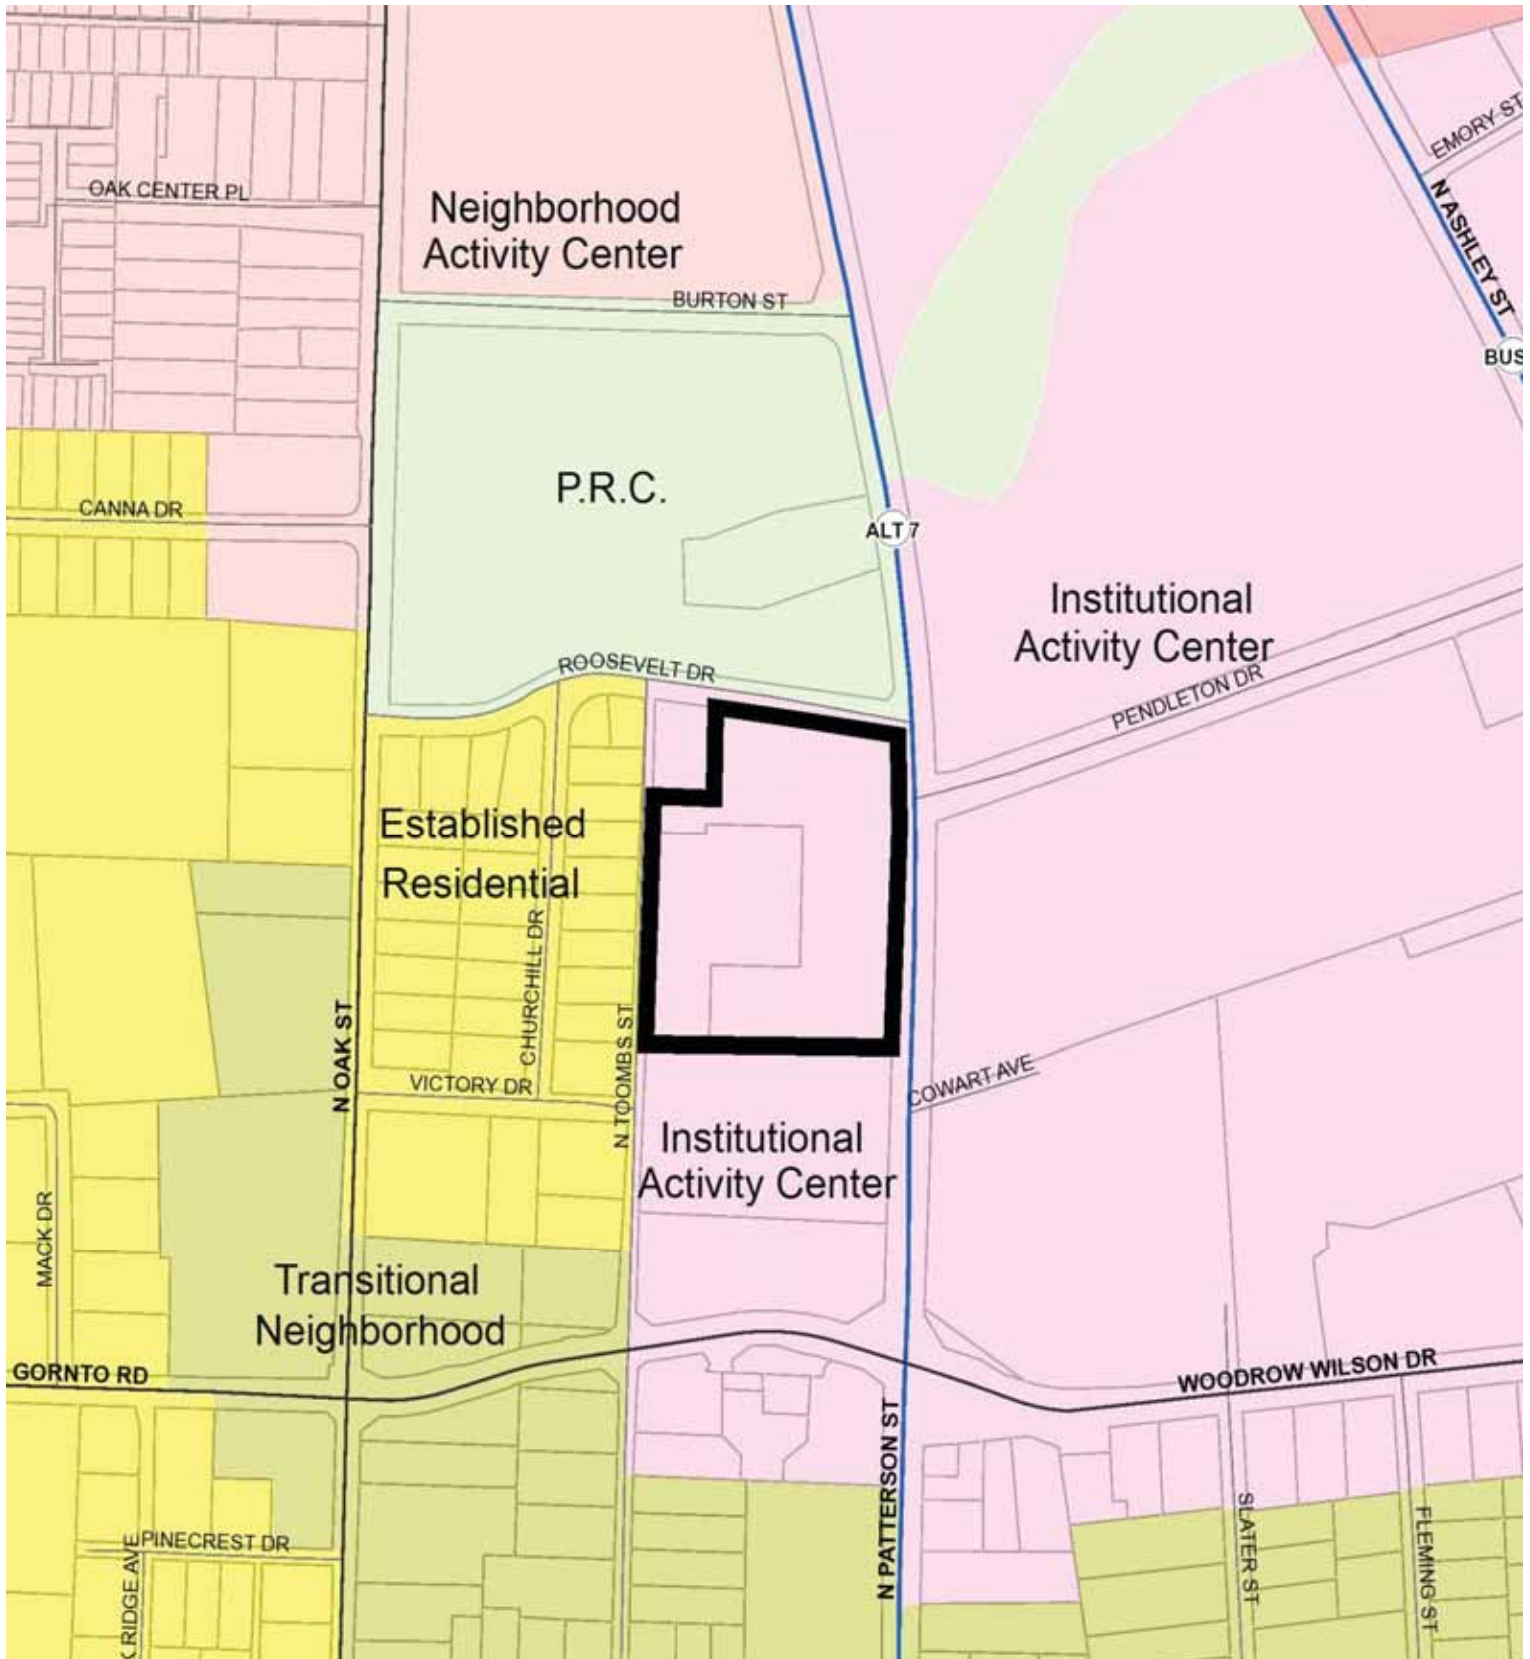 EMORY ST
OAK CENTER PL
Neighborhood
Activity Center
N ASHLEY ST
BURTON ST
BUS
P.R.C.
CANNA DR
ALT 7
Institutional
Activity Center
ROOSEVELT DR
PENDLETON DR
Established
Residential
CHURCHILL DR
N OAK ST
N TOOMBS ST
VICTORY DR
COWART AVE
Institutional
Activity Center
MACK DR
Transitional
Neighborhood
GORNTO RD
WOODROW WILSON DR
N PATTERSON ST
SLATER ST
FLEMING ST
PINECREST DR
RIDGE AVE